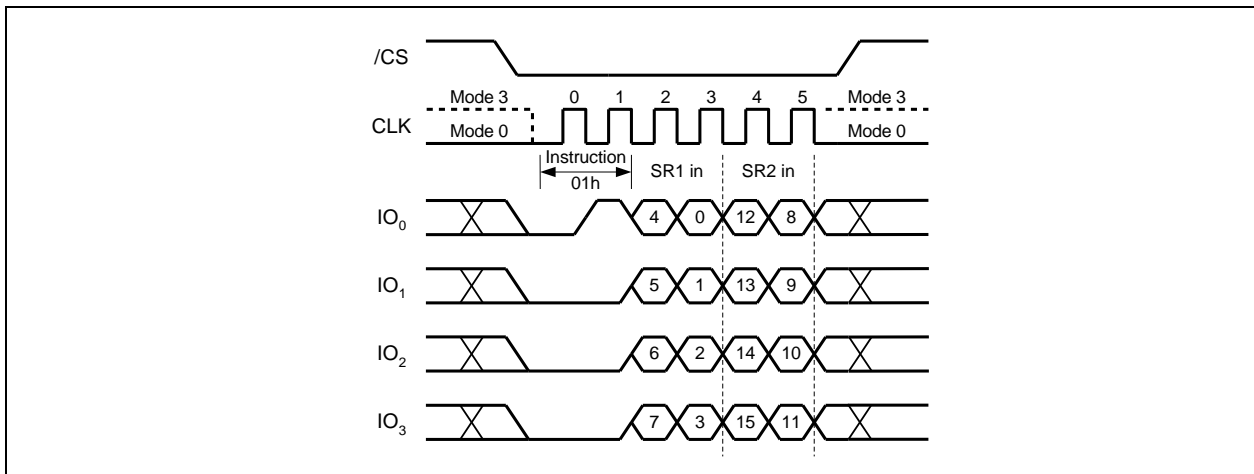 /CS
Mode 3 0 1 2 3 4 5 Mode 3
CLK
Mode 0 Mode 0
Instruction
01h
SR1 in SR2 in
IO0 4 0 12 8
IO1 5 1 13 9
IO2 6 2 14 10
IO3 7 3 15 11